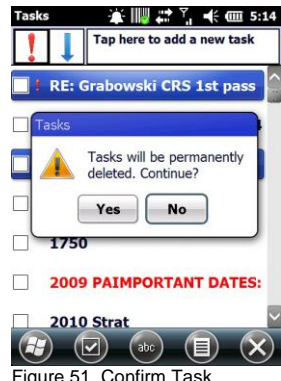 Tasks 5:14
Tap here to add a new task
RE: Grabowski CRS 1st pass
Tasks
Tasks will be permanently
deleted. Continue?
Yes No
1750
2009 PAIMPORTANT DATES:
2010 Strat
abc
Figure 51. Confirm Task